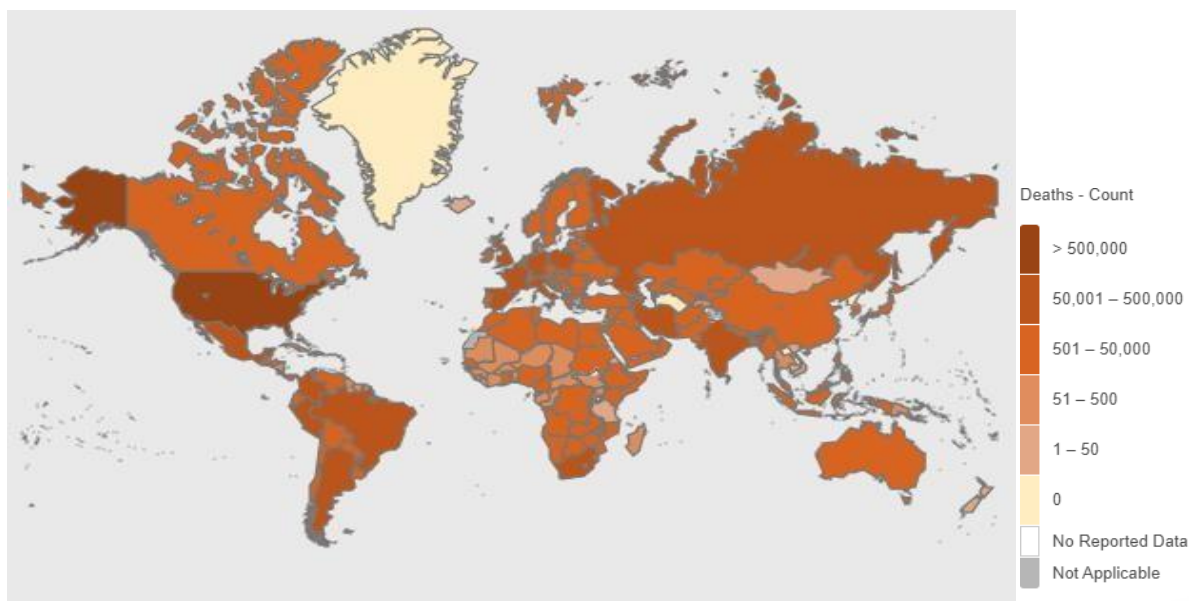 Deaths - Count
> 500,000
50,001 – 500,000
501 – 50,000
51 – 500
1 – 50
0
No Reported Data
Not Applicable